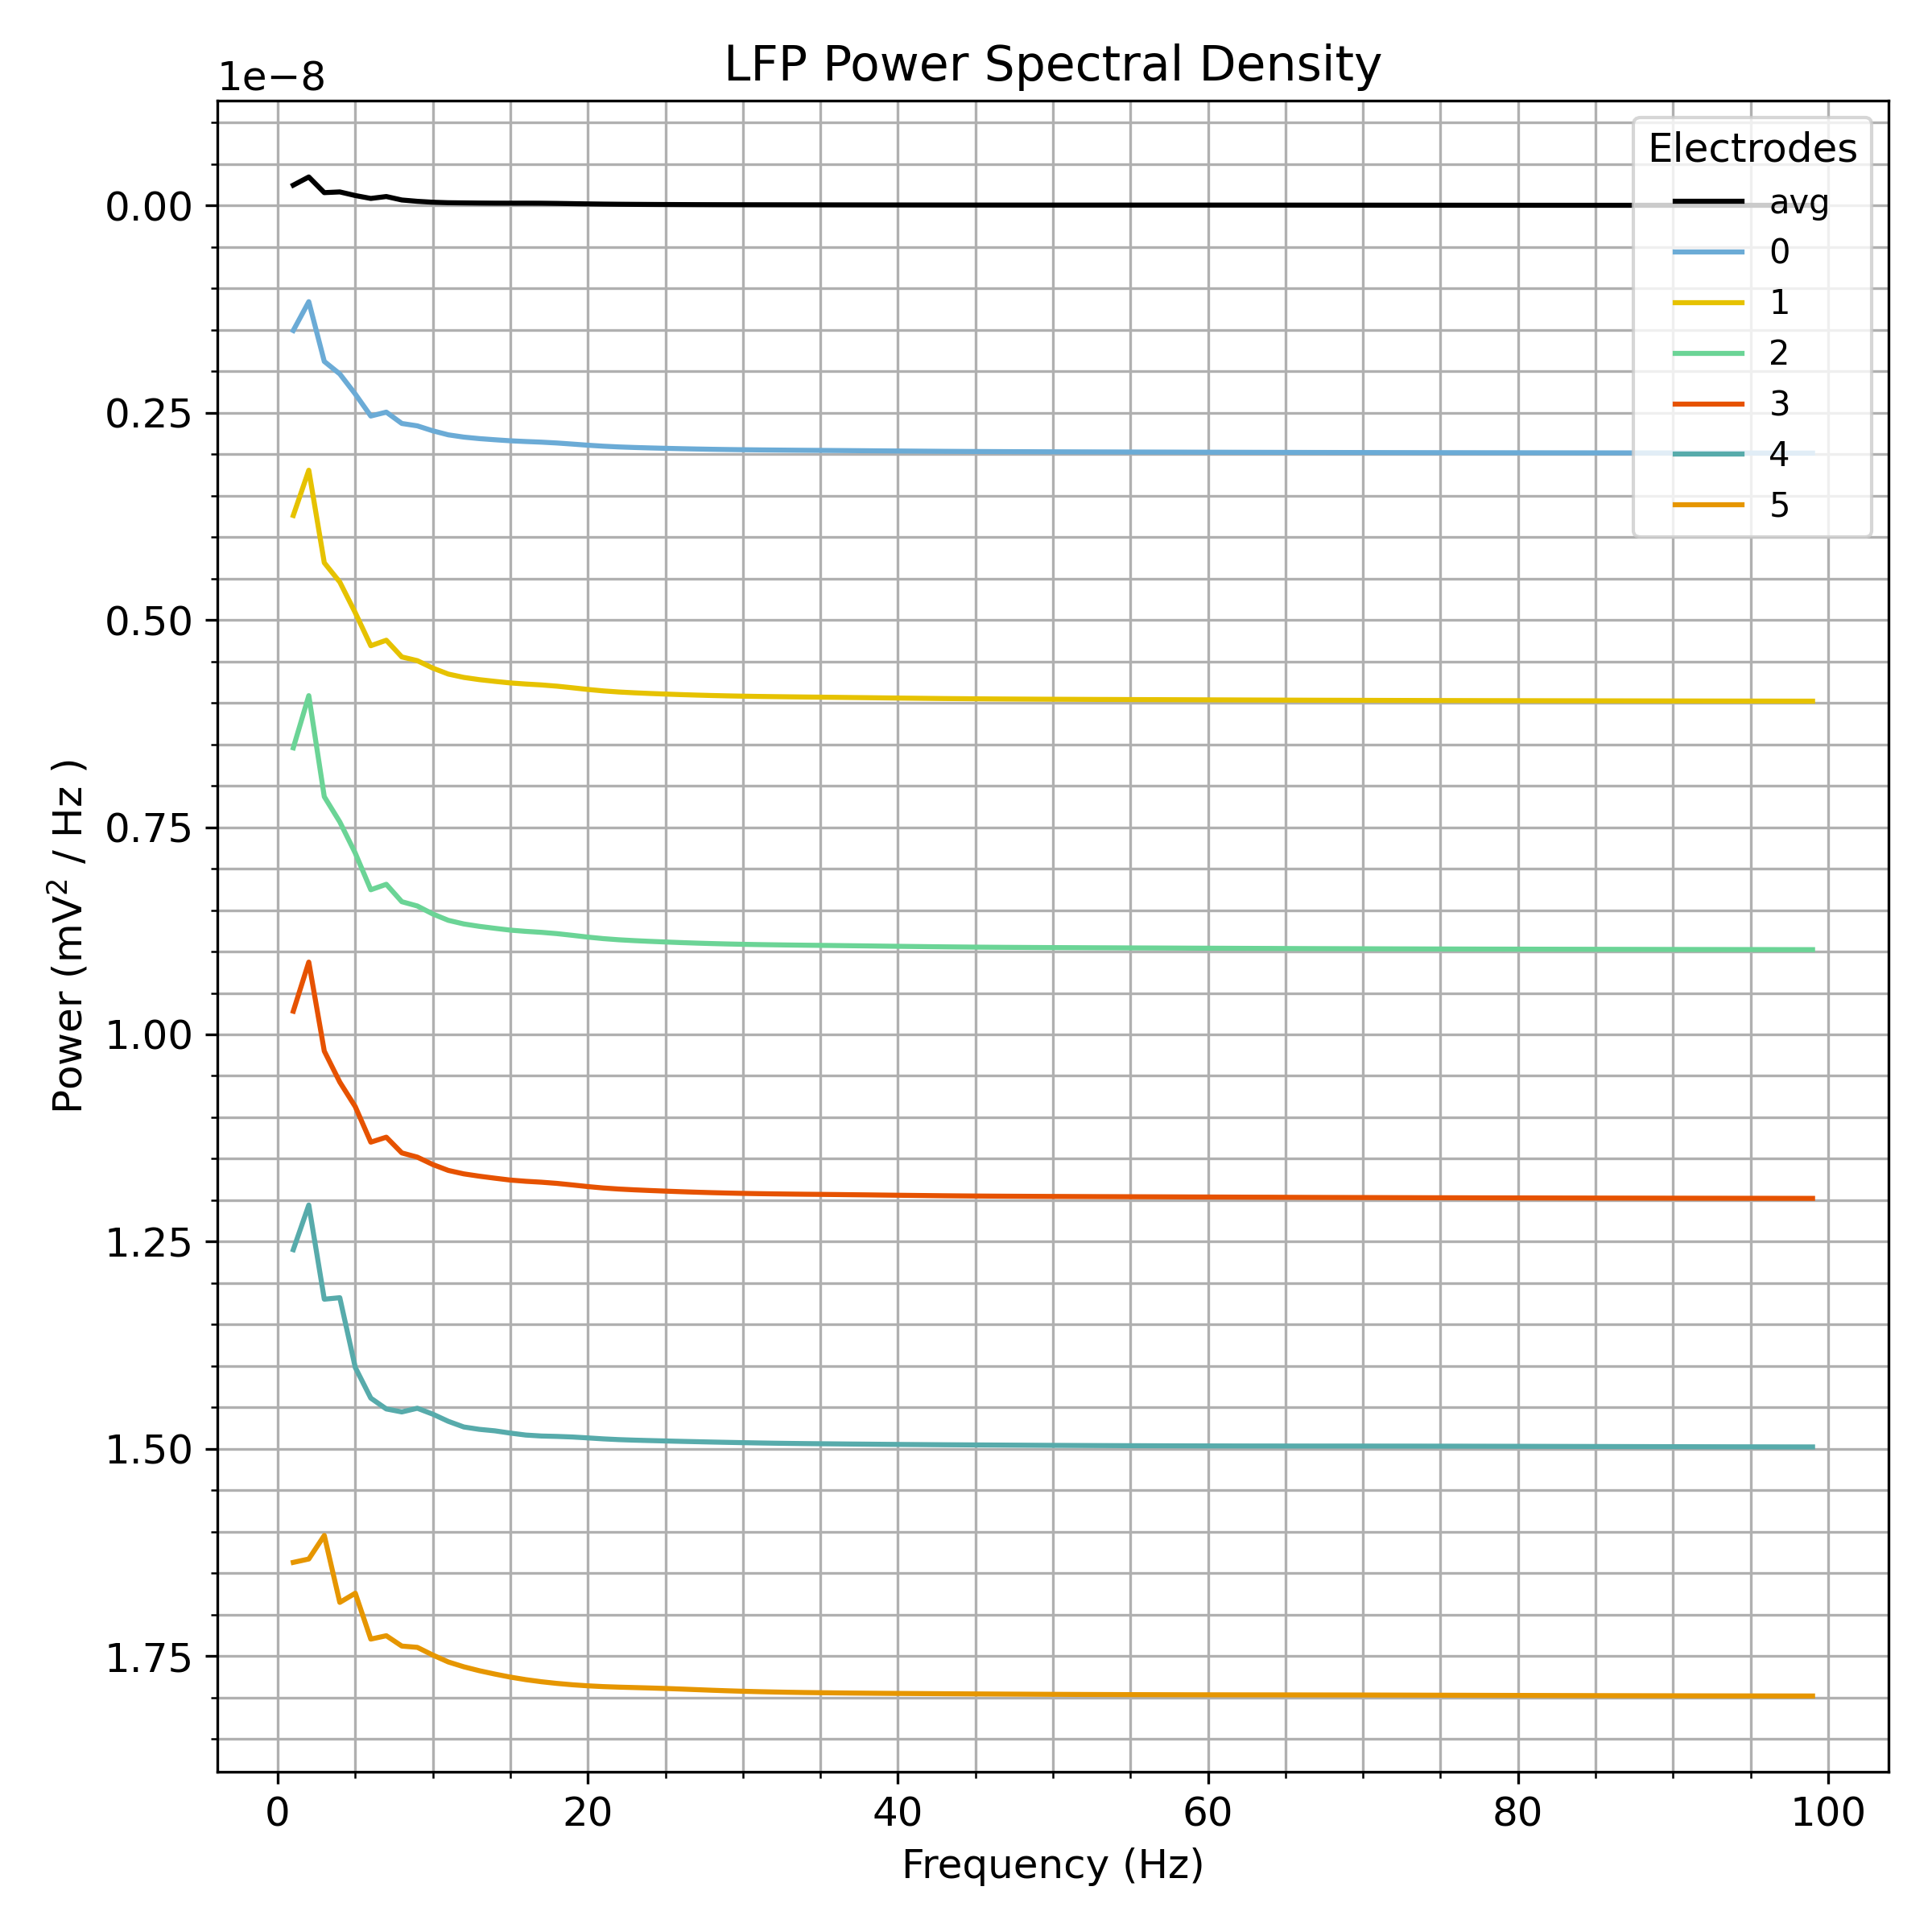 LFP Power Spectral Density
1e−8
0.00
0.25
0.50
0.75
1.00
1.25
1.50
1.75
Power (mV² / Hz )
Electrodes
avg
0
1
2
3
4
5
0 20 40 60 80 100
Frequency (Hz)